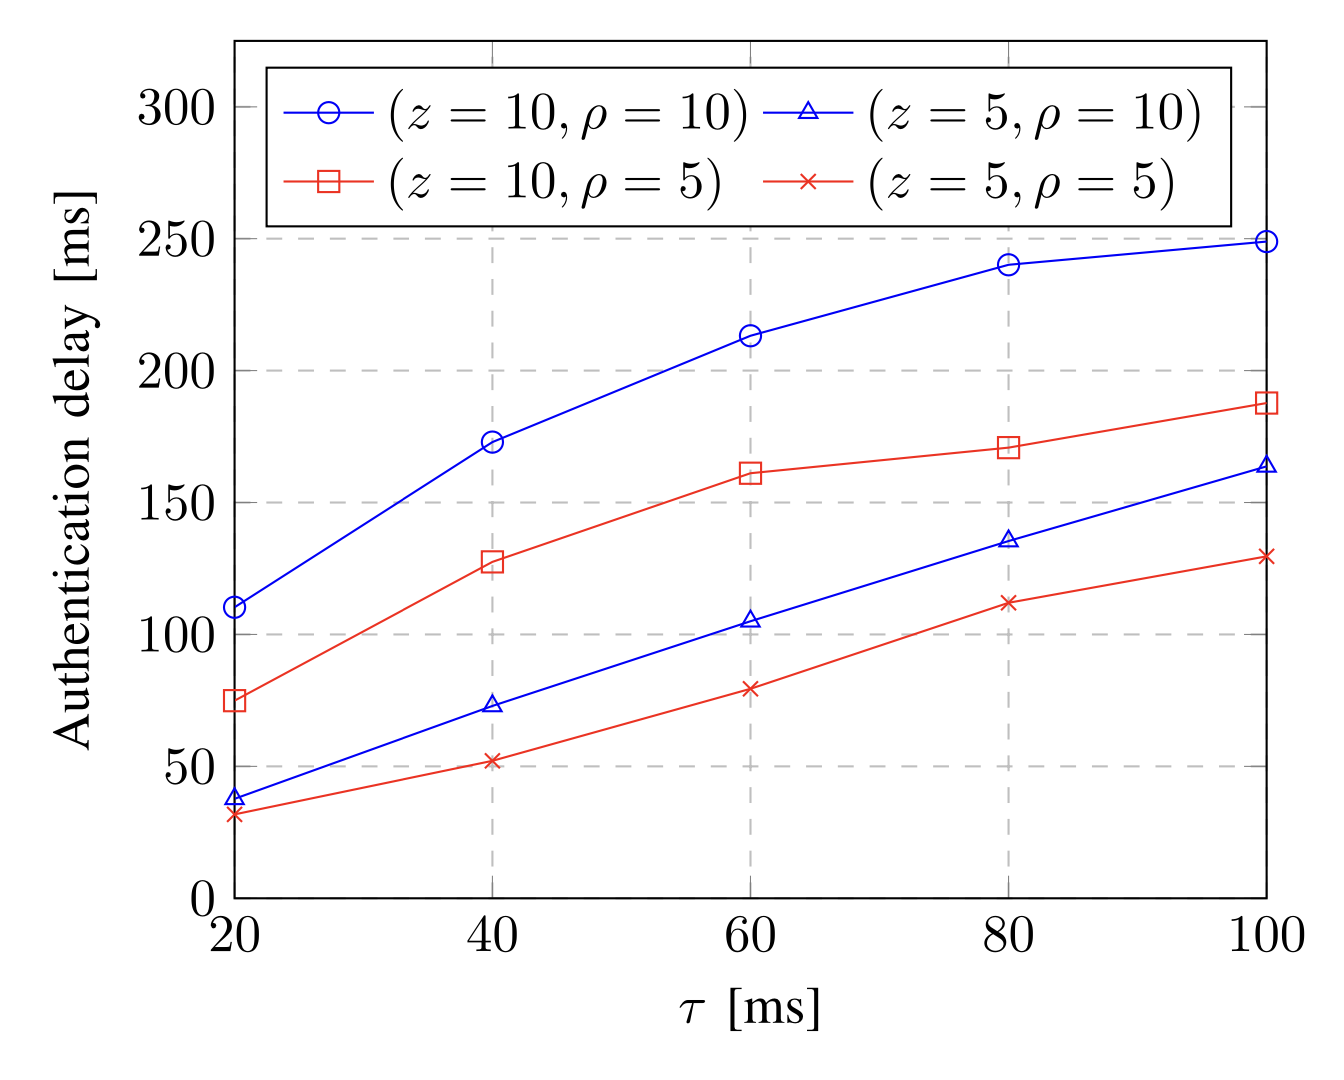 (z = 10, ρ = 10) (z = 5, ρ = 10)
(z = 10, ρ = 5) (z = 5, ρ = 5)
Authentication delay [ms]
300
250
200
150
100
50
0
20 40 60 80 100
τ [ms]